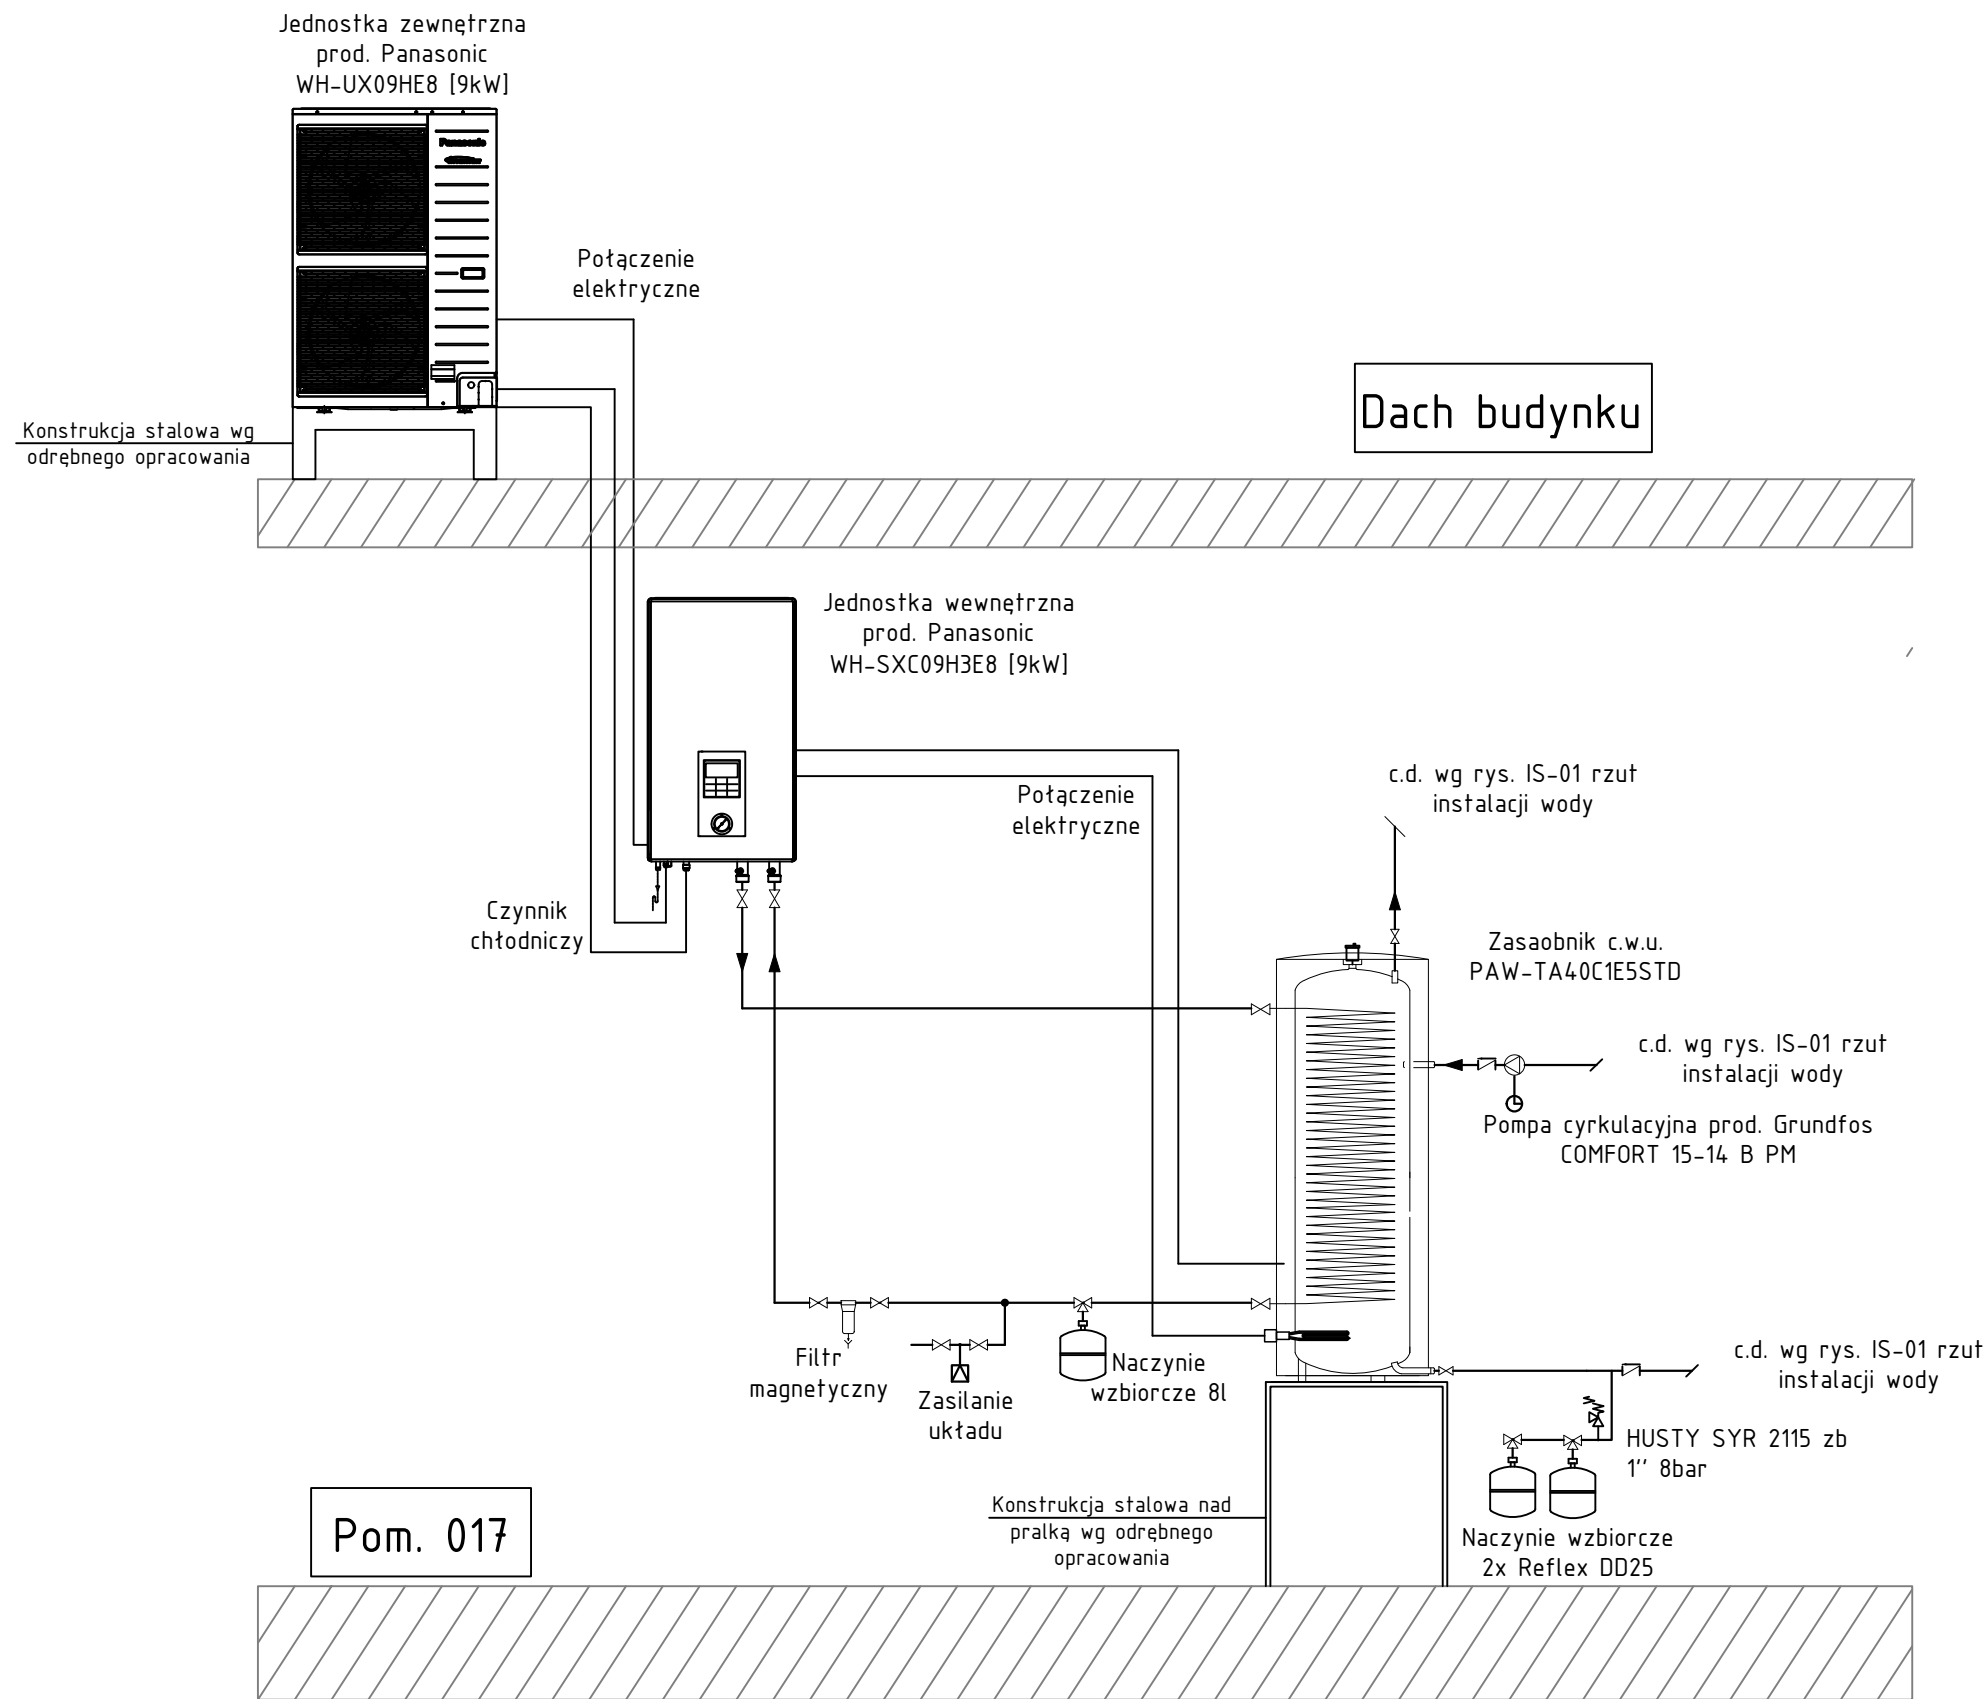 Jednostka zewnętrzna
prod. Panasonic
WH-UX09HE8 [9kW]
Panasonic
Połączenie
elektryczne
Dach budynku
Konstrukcja stalowa wg
odrębnego opracowania
Jednostka wewnętrzna
prod. Panasonic
WH-SXC09H3E8 [9kW]
Połączenie
elektryczne
c.d. wg rys. IS-01 rzut
instalacji wody
Czynnik
chłodniczy
Zasaobnik c.w.u.
PAW-TA40C1E5STD
c.d. wg rys. IS-01 rzut
instalacji wody
Pompa cyrkulacyjna prod. Grundfos
COMFORT 15-14 B PM
Filtr
magnetyczny
Zasilanie
układu
Naczynie
wzbiorcze 8l
c.d. wg rys. IS-01 rzut
instalacji wody
HUSTY SYR 2115 zb
1'' 8bar
Naczynie wzbiorcze
2x Reflex DD25
Konstrukcja stalowa nad
pralką wg odrębnego
opracowania
Pom. 017